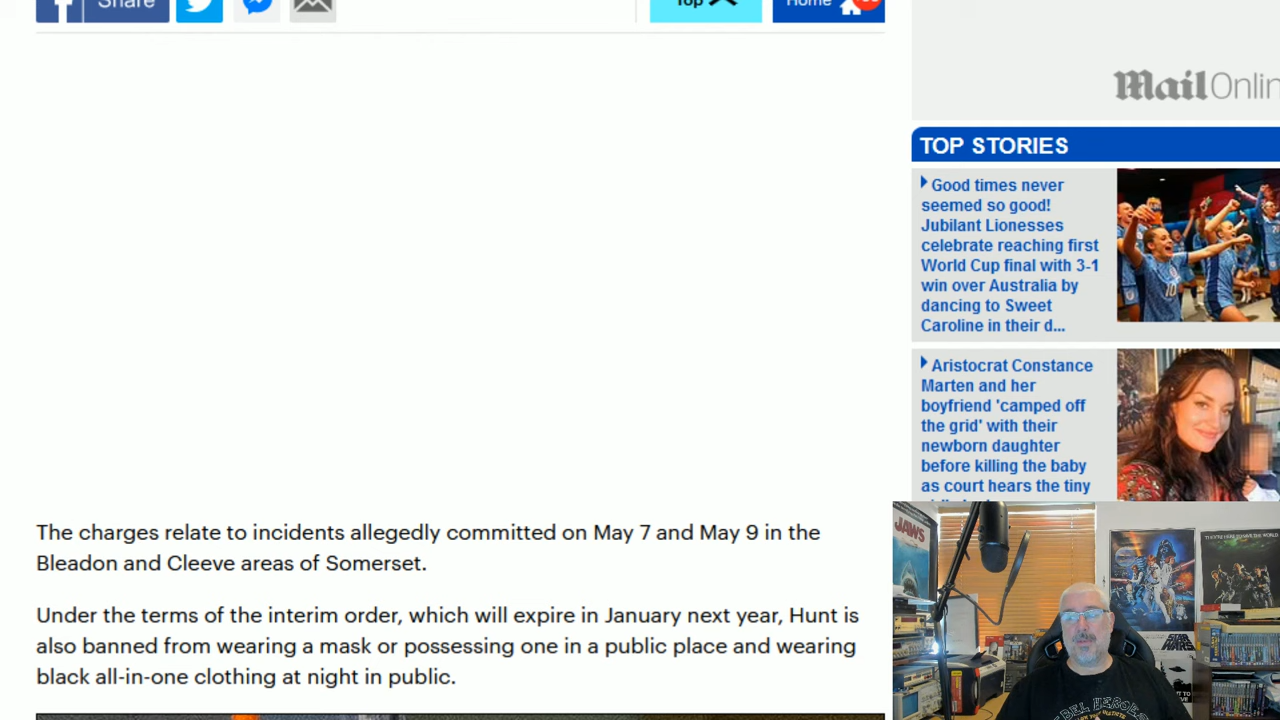 Share
Top
Home
MailOnlin
TOP STORIES
Good times never
seemed so good!
Jubilant Lionesses
celebrate reaching first
World Cup final with 3-1
win over Australia by
dancing to Sweet
Caroline in their d...
Aristocrat Constance
Marten and her
boyfriend 'camped off
the grid' with their
newborn daughter
before killing the baby
as court hears the tiny
The charges relate to incidents allegedly committed on May 7 and May 9 in the
Bleadon and Cleeve areas of Somerset.
Under the terms of the interim order, which will expire in January next year, Hunt is
also banned from wearing a mask or possessing one in a public place and wearing
black all-in-one clothing at night in public.
JAWS
STAR
WARS
REBEL HEROES